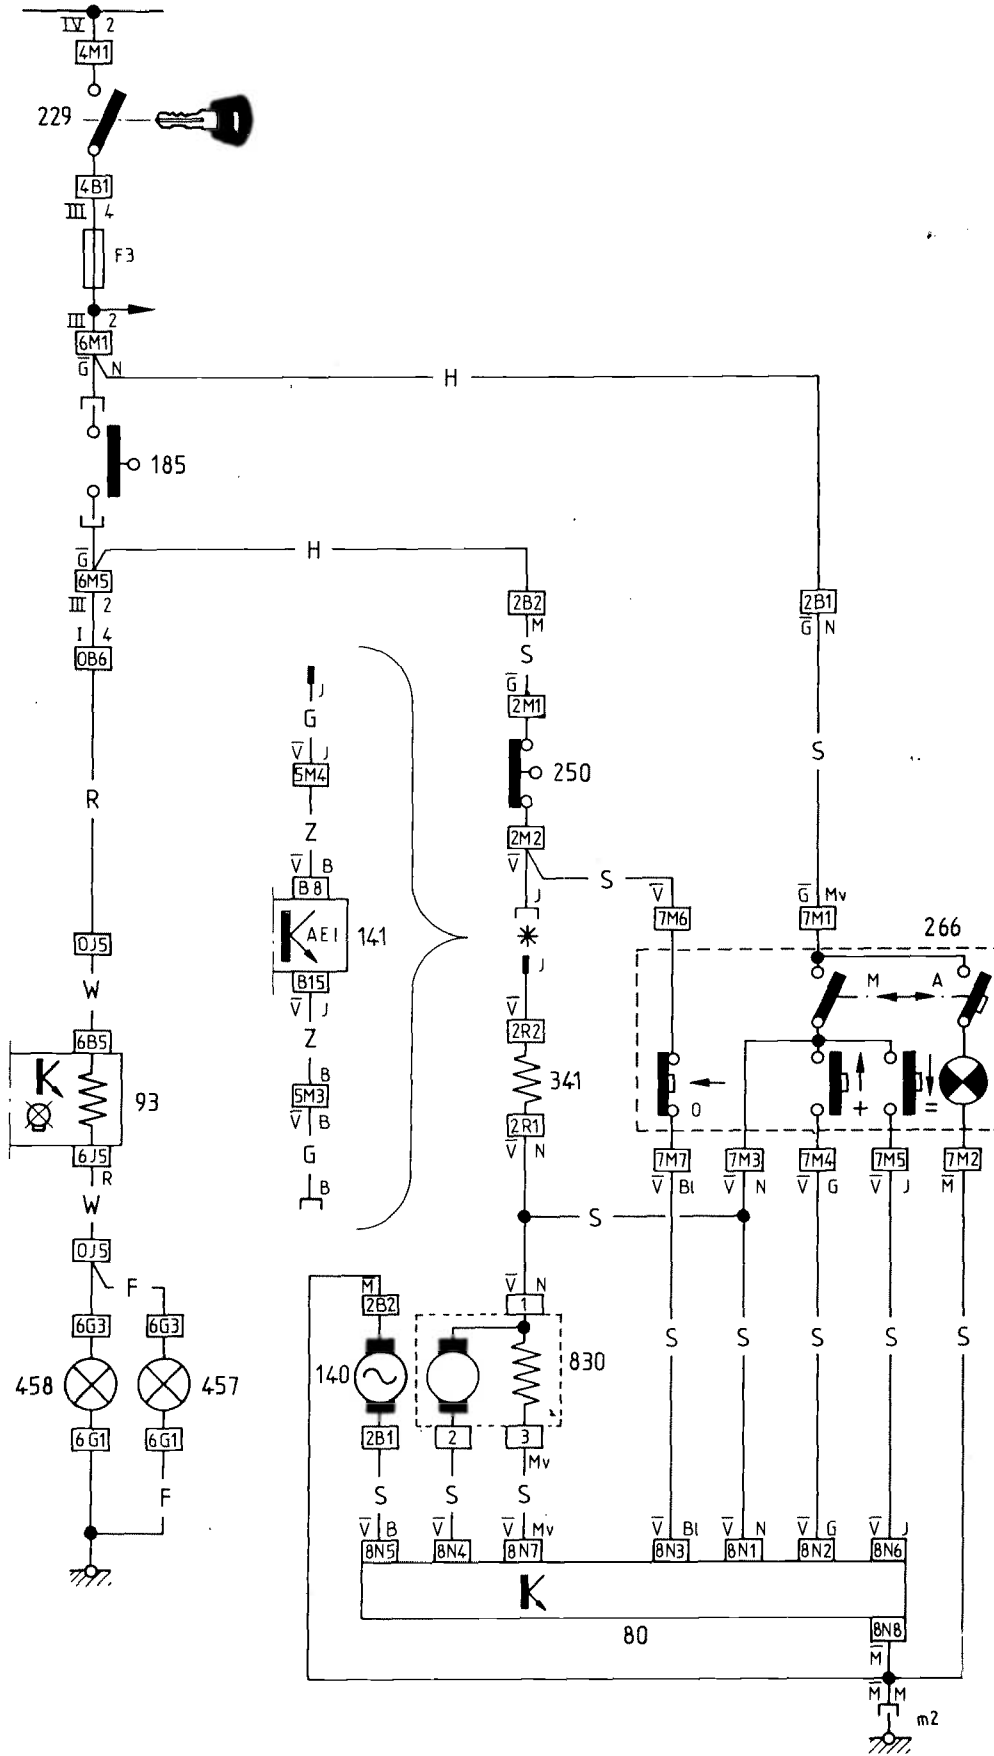 IV 2
4M1
229
4B1
III 4
F3
III 2
6M1
G̅ N
H
185
H
G̅
6M5
III 2
I 4
0B6
2B2
M
2B1
G̅ N
S
G̅
2M1
J
G
V̅ J
5M4
250
S
R
Z
2M2
V̅
V̅ B
B8
J
S
V̅
7M6
G̅ Mv
7M1
266
AEI
141
0J5
J
M A
B15
V̅ J
W
V̅
2R2
Z
6B5
341
B
5M3
V̅ B
93
O
+
=
2R1
V̅ N
6J5
R
G
7M7
7M3
7M4
7M5
7M2
V̅ Bl
V̅ N
V̅ G
V̅ J
M̅
W
B
S
0J5
F
M̅
2B2
V̅ N
1
6G3
6G3
S
S
S
S
S
458
457
140
830
6G1
6G1
2B1
2
3
Mv
F
S
S
S
V̅ B
V̅
V̅ Mv
V̅ Bl
V̅ N
V̅ G
V̅ J
8N5
8N4
8N7
8N3
8N1
8N2
8N6
80
8N8
M̅
M̅ M
m2